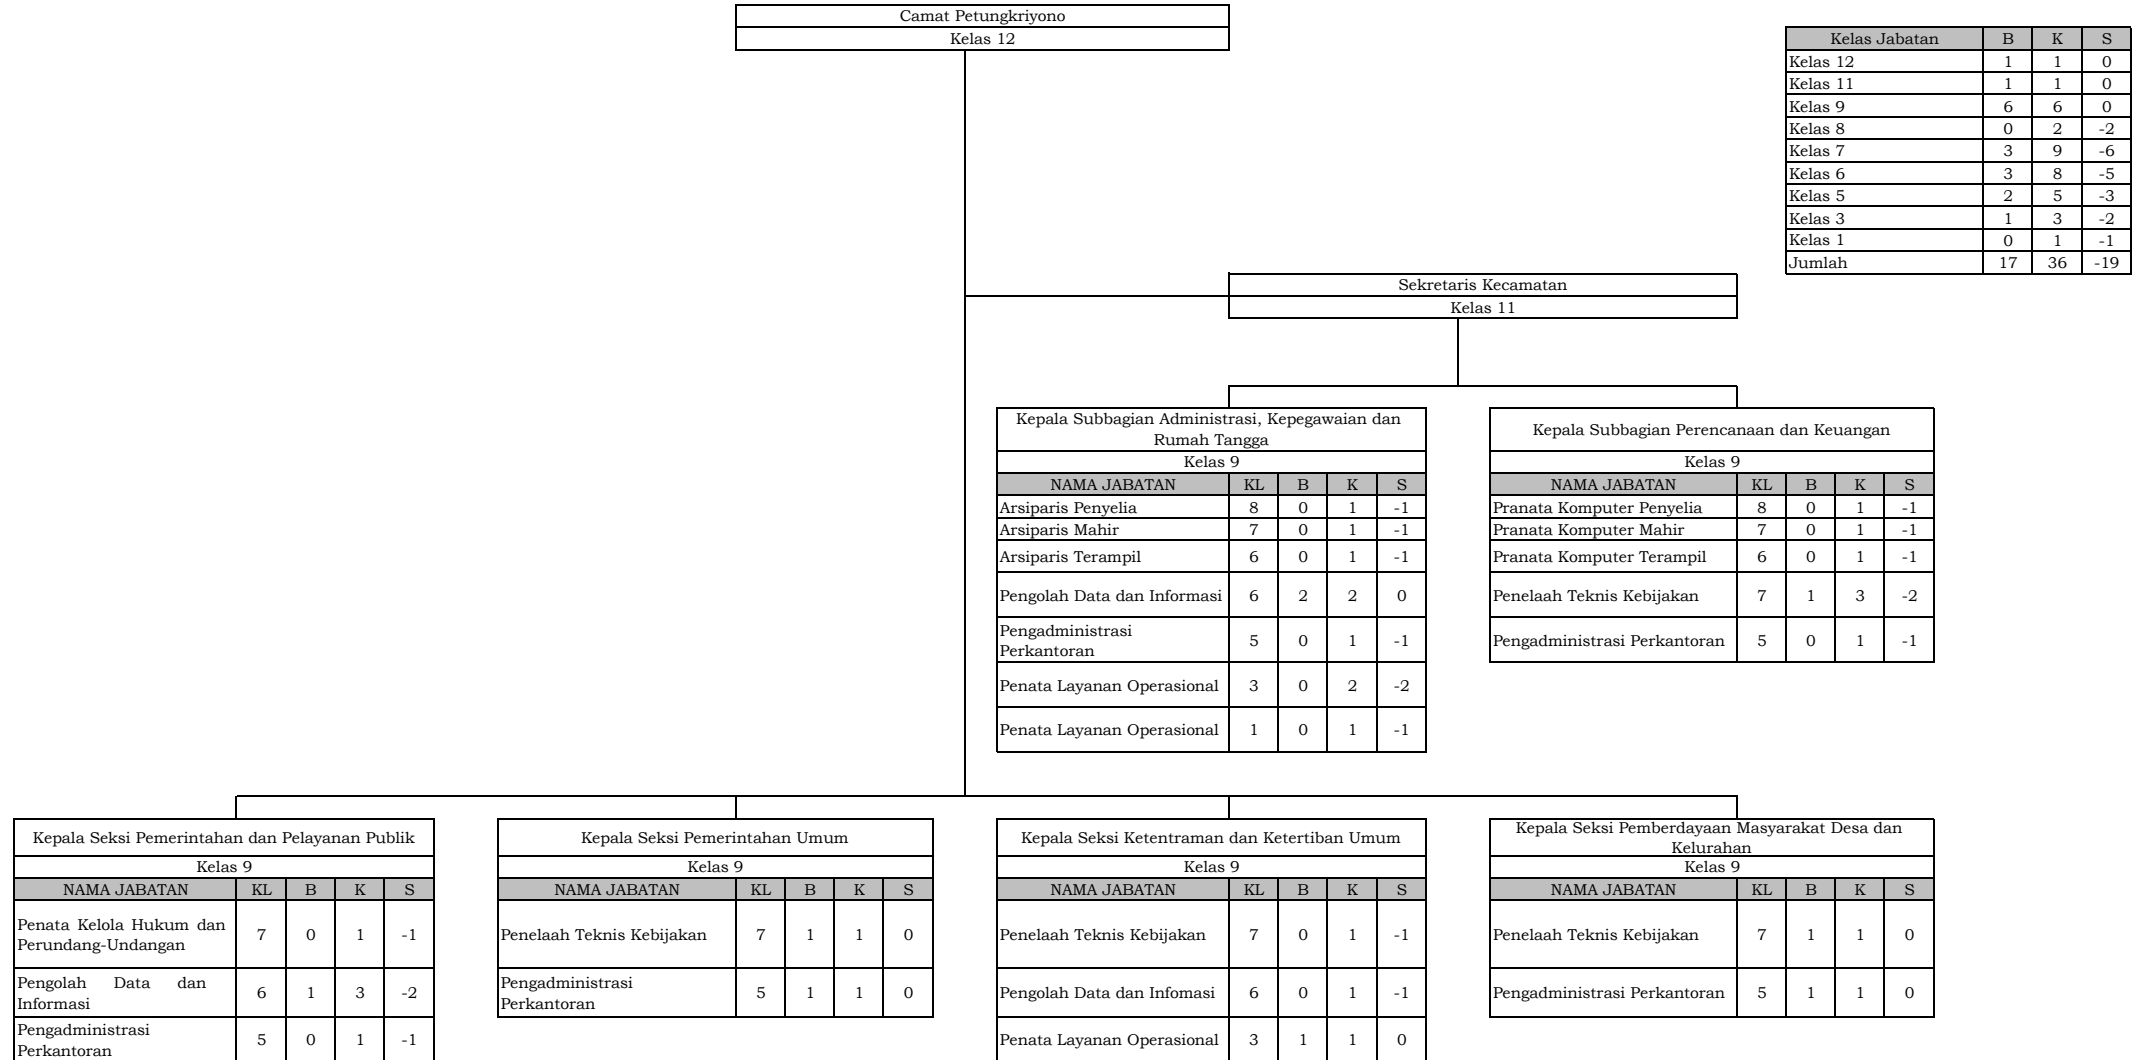 Camat Petungkriyono
Kelas 12
Kelas Jabatan B K S
Kelas 12 1 1 0
Kelas 11 1 1 0
Kelas 9 6 6 0
Kelas 8 0 2 -2
Kelas 7 3 9 -6
Kelas 6 3 8 -5
Kelas 5 2 5 -3
Kelas 3 1 3 -2
Kelas 1 0 1 -1
Jumlah 17 36 -19
Sekretaris Kecamatan
Kelas 11
Kepala Subbagian Administrasi, Kepegawaian dan
Rumah Tangga
Kelas 9
NAMA JABATAN KL B K S
Arsiparis Penyelia 8 0 1 -1
Arsiparis Mahir 7 0 1 -1
Arsiparis Terampil 6 0 1 -1
Pengolah Data dan Informasi 6 2 2 0
Pengadministrasi
Perkantoran 5 0 1 -1
Penata Layanan Operasional 3 0 2 -2
Penata Layanan Operasional 1 0 1 -1
Kepala Subbagian Perencanaan dan Keuangan
Kelas 9
NAMA JABATAN KL B K S
Pranata Komputer Penyelia 8 0 1 -1
Pranata Komputer Mahir 7 0 1 -1
Pranata Komputer Terampil 6 0 1 -1
Penelaah Teknis Kebijakan 7 1 3 -2
Pengadministrasi Perkantoran 5 0 1 -1
Kepala Seksi Pemerintahan dan Pelayanan Publik
Kelas 9
NAMA JABATAN KL B K S
Penata Kelola Hukum dan
Perundang-Undangan 7 0 1 -1
Pengolah Data dan
Informasi 6 1 3 -2
Pengadministrasi
Perkantoran 5 0 1 -1
Kepala Seksi Pemerintahan Umum
Kelas 9
NAMA JABATAN KL B K S
Penelaah Teknis Kebijakan 7 1 1 0
Pengadministrasi
Perkantoran 5 1 1 0
Kepala Seksi Ketentraman dan Ketertiban Umum
Kelas 9
NAMA JABATAN KL B K S
Penelaah Teknis Kebijakan 7 0 1 -1
Pengolah Data dan Infomasi 6 0 1 -1
Penata Layanan Operasional 3 1 1 0
Kepala Seksi Pemberdayaan Masyarakat Desa dan
Kelurahan
Kelas 9
NAMA JABATAN KL B K S
Penelaah Teknis Kebijakan 7 1 1 0
Pengadministrasi Perkantoran 5 1 1 0